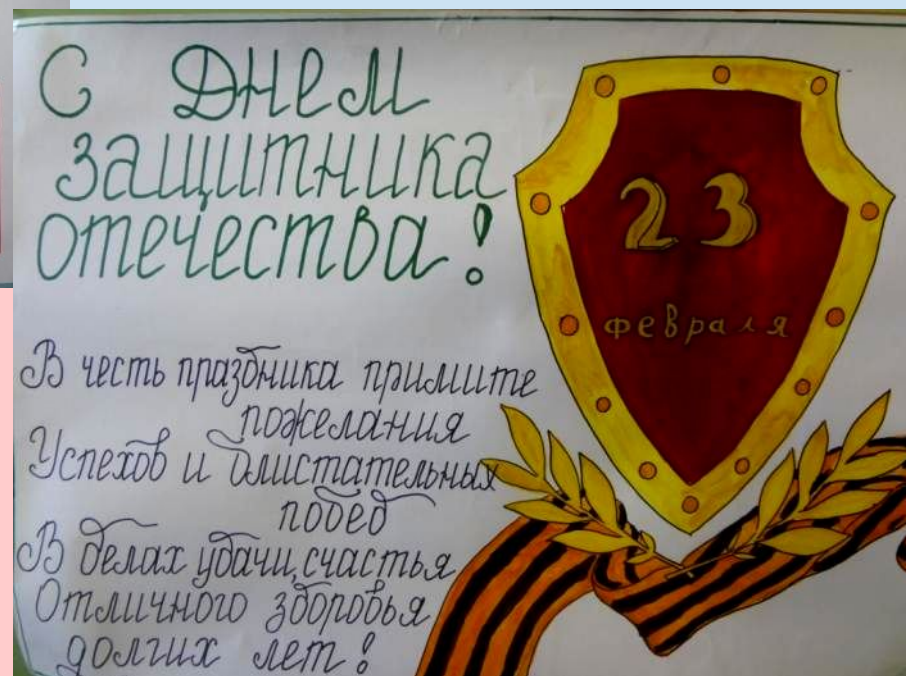 С Днем
защитника
отечества!
23
февраля
В честь праздника примите
пожелания
Успехов и блистательных
побед
В делах удачи, счастья
Отличного здоровья
долгих лет!